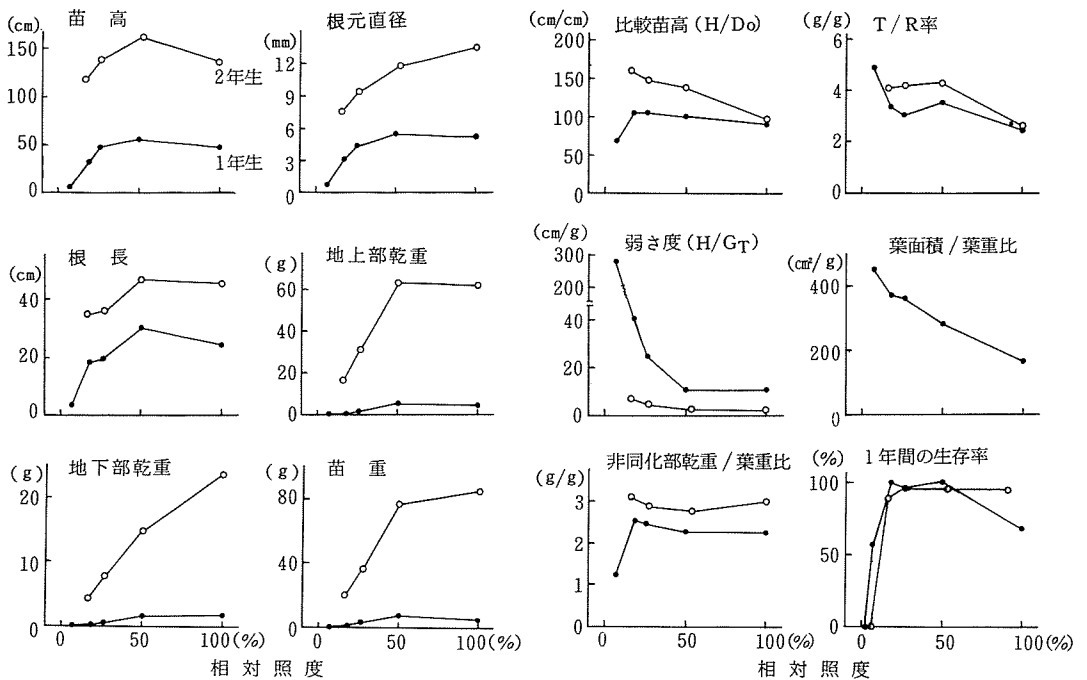 苗高
(cm)
150
100
50
0
2年生
1年生
根元直径
(mm)
12
9
6
3
0
比較苗高(H/Do)
(cm/cm)
200
150
100
50
0
T/R率
(g/g)
6
4
2
0
根長
(cm)
40
20
0
地上部乾重
(g)
60
40
20
0
弱さ度(H/GT)
(cm/g)
300
200
40
20
0
葉面積/葉重比
(cm²/g)
400
200
0
地下部乾重
(g)
20
10
0
0 50 100(%)
苗重
(g)
80
40
0
0 50 100(%)
非同化部乾重/葉重比
(g/g)
3
2
1
0
0 50 100(%)
1年間の生存率
(%)
100
50
0
0 50 100(%)
相対照度
相対照度